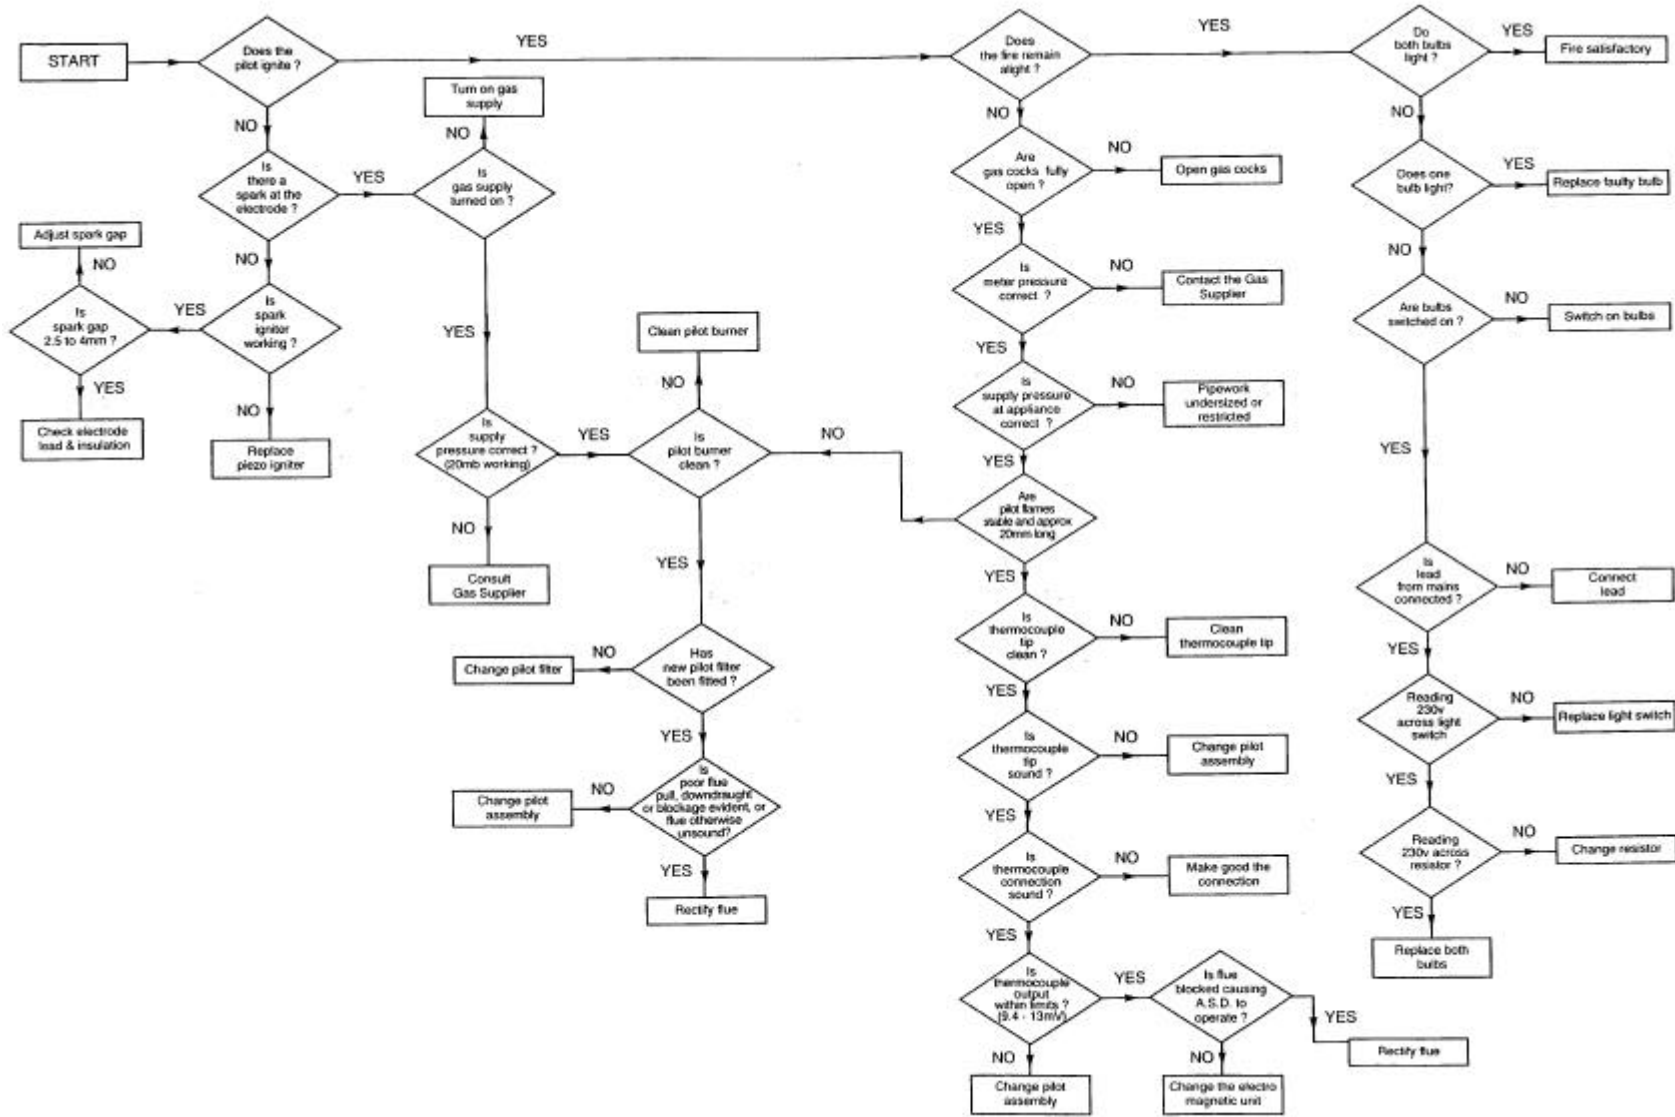 START
Does the
pilot ignite ?
YES
Does
the fire remain
alight ?
YES
Do
both bulbs
light ?
YES
Fire satisfactory
Turn on gas
supply
NO
NO
NO
NO
Is
there a
spark at the
electrode ?
YES
Is
gas supply
turned on ?
Are
gas cocks fully
open ?
NO
Open gas cocks
Does one
bulb light?
YES
Replace faulty bulb
Adjust spark gap
NO
NO
YES
NO
Is
spark gap
2.5 to 4mm ?
YES
Is
spark
igniter
working ?
YES
Is
meter pressure
correct ?
NO
Contact the Gas
Supplier
Are bulbs
switched on ?
NO
Switch on bulbs
Clean pilot burner
YES
YES
NO
NO
YES
Check electrode
lead & insulation
Replace
piezo igniter
Is
supply
pressure correct ?
(20mb working)
YES
Is
pilot burner
clean ?
NO
Is
supply pressure
at appliance
correct ?
NO
Pipework
undersized or
restricted
YES
Are
pilot flames
stable and approx
20mm long
NO
Consult
Gas Supplier
YES
YES
Is
thermocouple
tip
clean ?
NO
Clean
thermocouple tip
Is
lead
from mains
connected ?
NO
Connect
lead
Change pilot filter
NO
Has
new pilot filter
been fitted ?
YES
YES
Reading
230v
across light
switch
NO
Replace light switch
YES
Is
thermocouple
tip
sound ?
NO
Change pilot
assembly
YES
Change pilot
assembly
NO
Is
poor flue
pull, downdraught
or blockage evident, or
flue otherwise
unsound?
YES
Reading
230v across
resistor ?
NO
Change resistor
YES
Rectify flue
Is
thermocouple
connection
sound ?
NO
Make good the
connection
YES
Replace both
bulbs
YES
Is
thermocouple
output
within limits ?
(9.4 - 13mV)
YES
Is flue
blocked causing
A.S.D. to
operate ?
YES
Rectify flue
NO
Change pilot
assembly
NO
Change the electro
magnetic unit